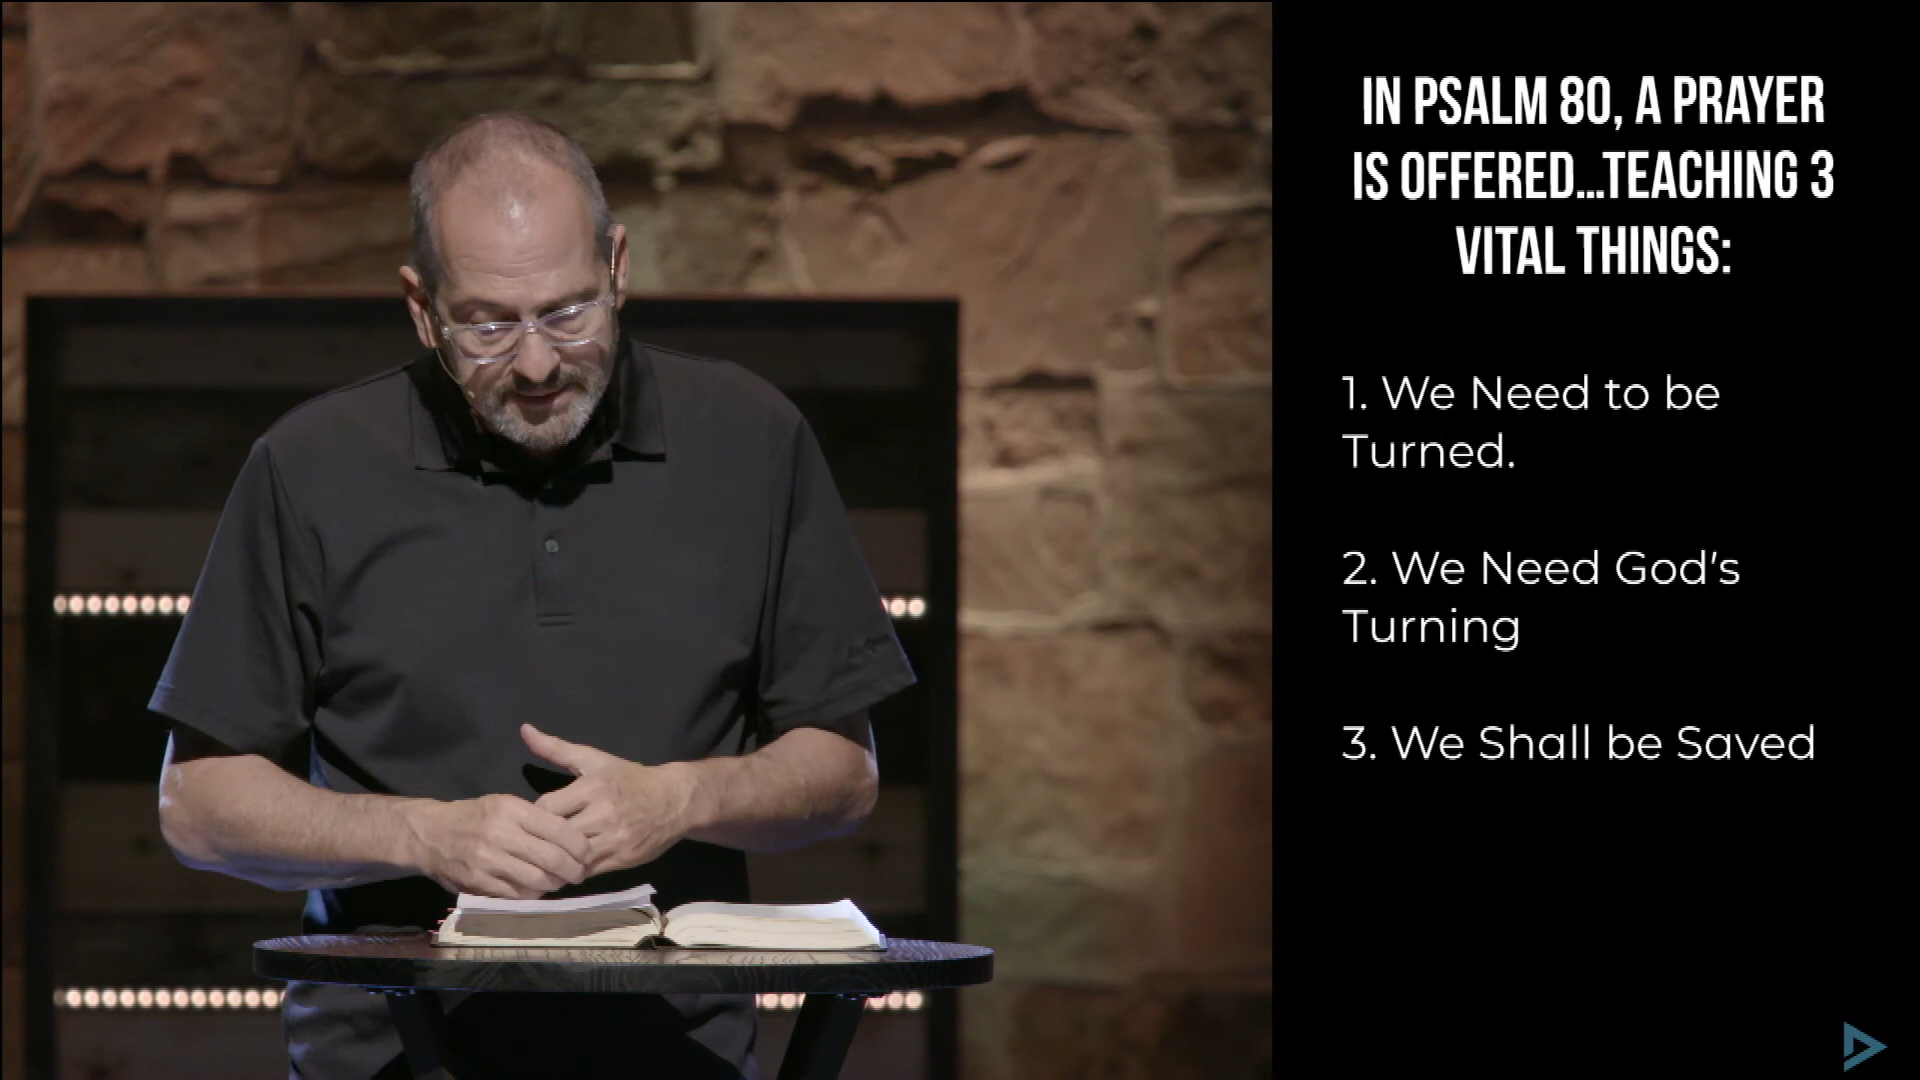 IN PSALM 80, A PRAYER
IS OFFERED...TEACHING 3
VITAL THINGS:
1. We Need to be
Turned.
2. We Need God's
Turning
3. We Shall be Saved